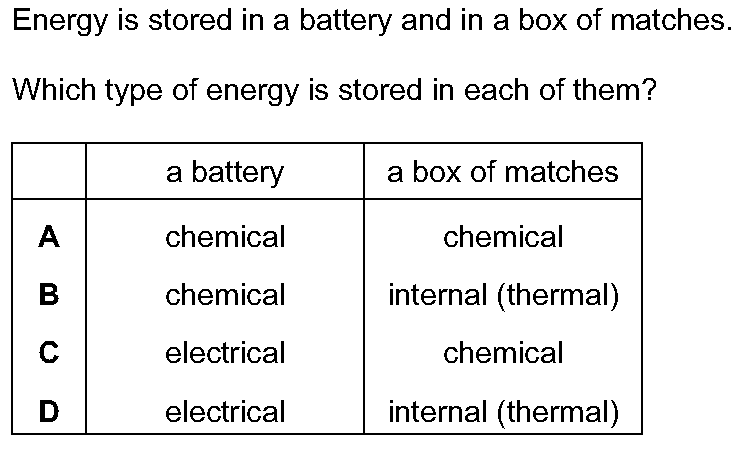 Energy is stored in a battery and in a box of matches.
Which type of energy is stored in each of them?
a battery a box of matches
A chemical chemical
B chemical internal (thermal)
C electrical chemical
D electrical internal (thermal)